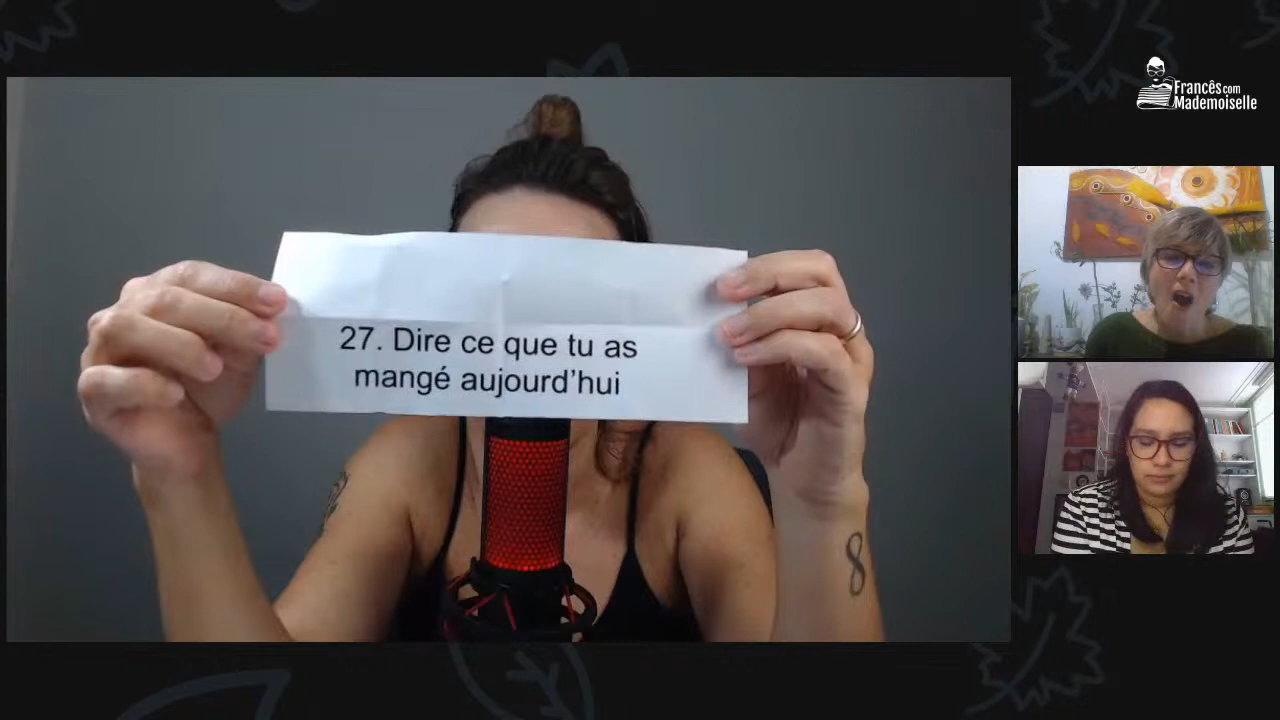 Francês com
Mademoiselle
27. Dire ce que tu as
mangé aujourd'hui